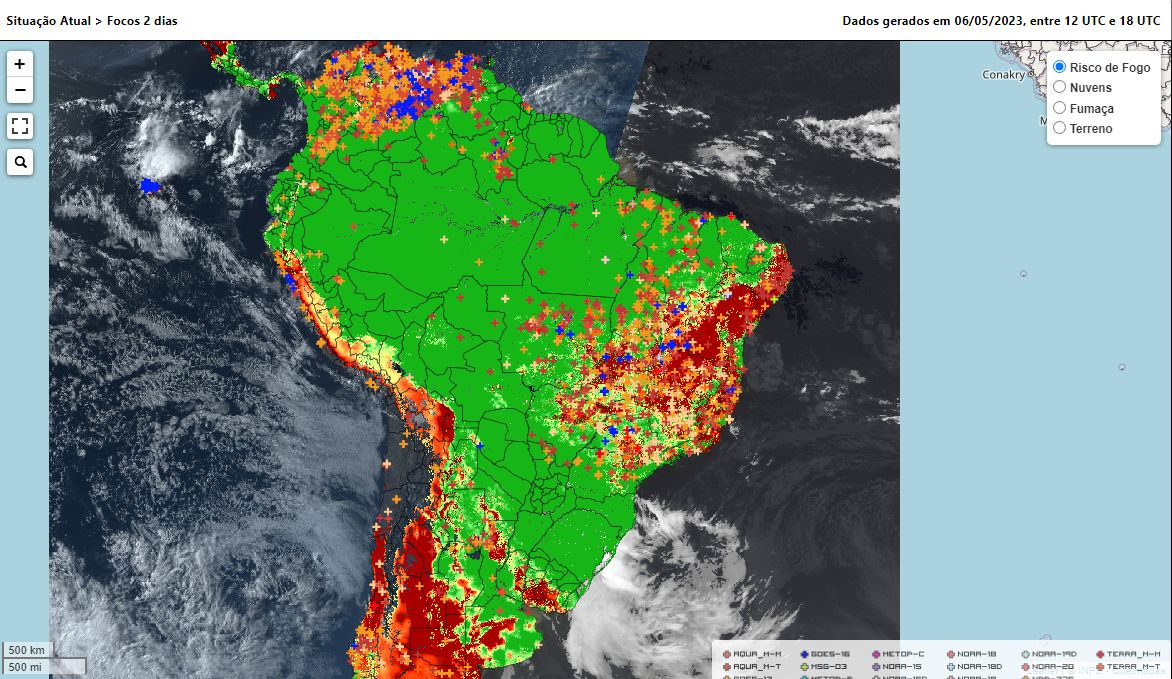 Situação Atual > Focos 2 dias
Dados gerados em 06/05/2023, entre 12 UTC e 18 UTC
+
−
Conakry
M
Risco de Fogo
Nuvens
Fumaça
Terreno
500 km
500 mi
AQUA_M-M GOES-16 METOP-C NOAA-18 NOAA-19D TERRA_M-M
AQUA_M-T MSG-03 NOAA-15 NOAA-18D NOAA-20 TERRA_M-T